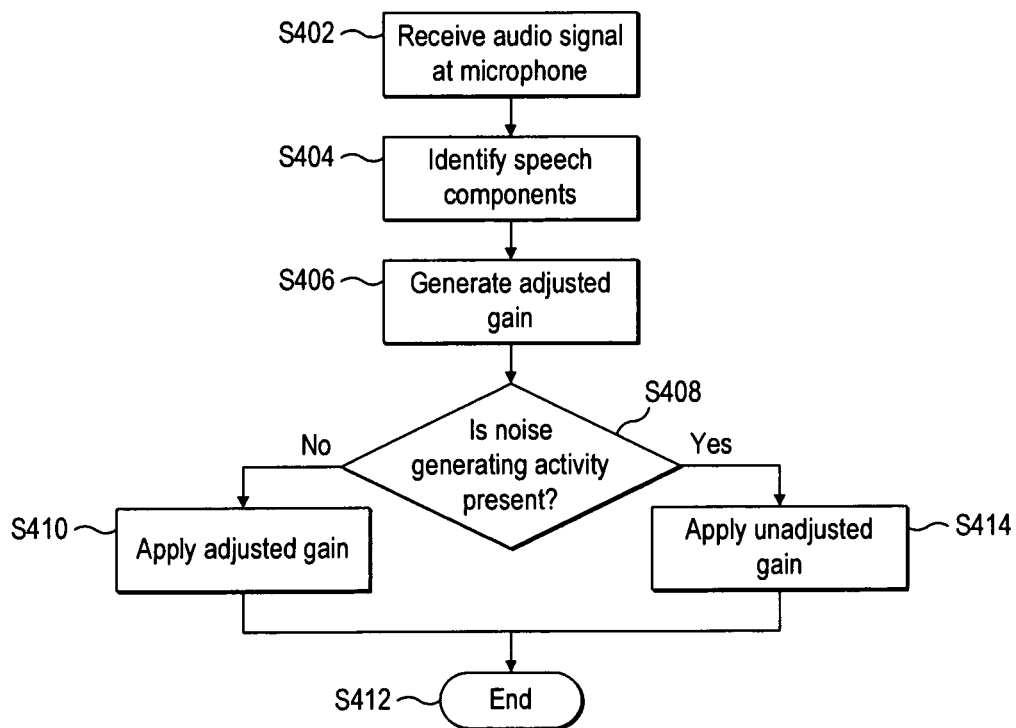 S402
Receive audio signal
at microphone
S404
Identify speech
components
S406
Generate adjusted
gain
S408
No
Is noise
generating activity
present?
Yes
S410
Apply adjusted gain
Apply unadjusted
gain
S414
S412
End